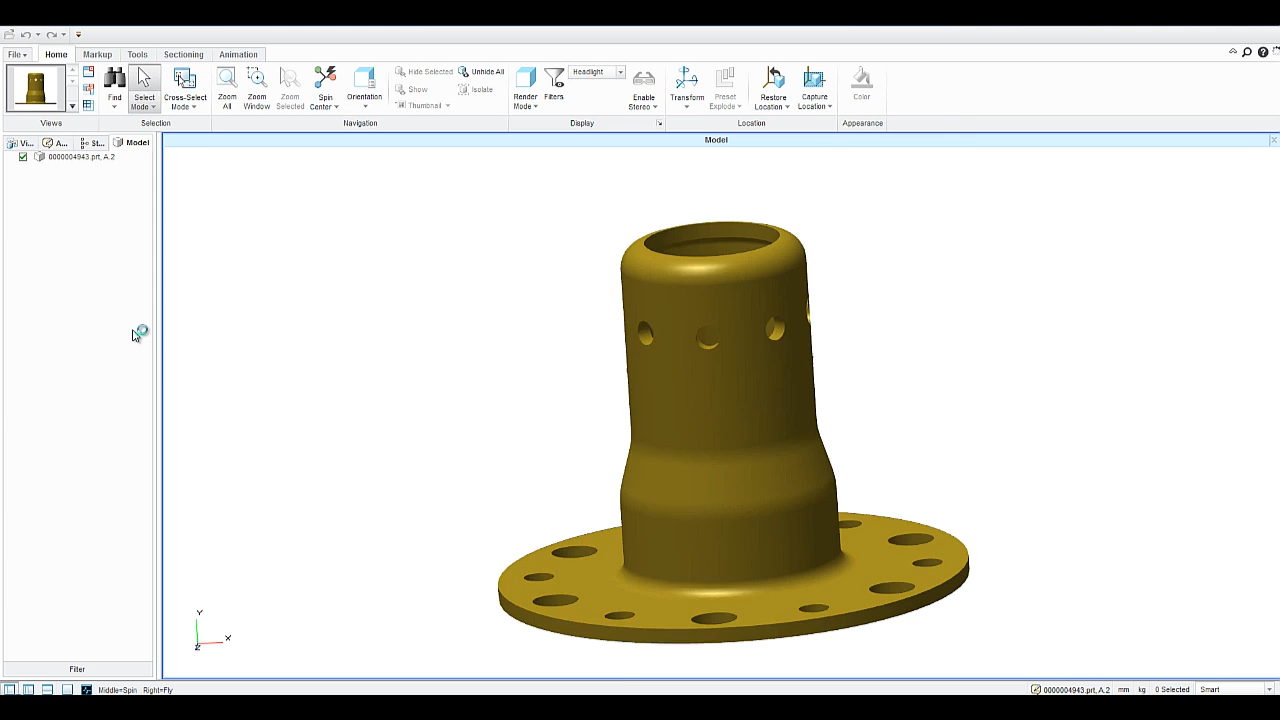 File Home Markup Tools Sectioning Animation
Find
Select
Mode
Cross-Select
Mode
Zoom
All
Zoom
Window
Zoom
Selected
Spin
Center
Orientation
Hide Selected
Show
Thumbnail
Unhide All
Isolate
Render
Mode
Filters
Headlight
Enable
Stereo
Transform
Preset
Explode
Restore
Location
Capture
Location
Color
Views Selection Navigation Display Location Appearance
Vi... A... St... Model
Model
0000004943.prt, A.2
Y
X
Z
Filter
Middle=Spin Right=Fly
0000004943.prt, A.2 mm kg 0 Selected Smart